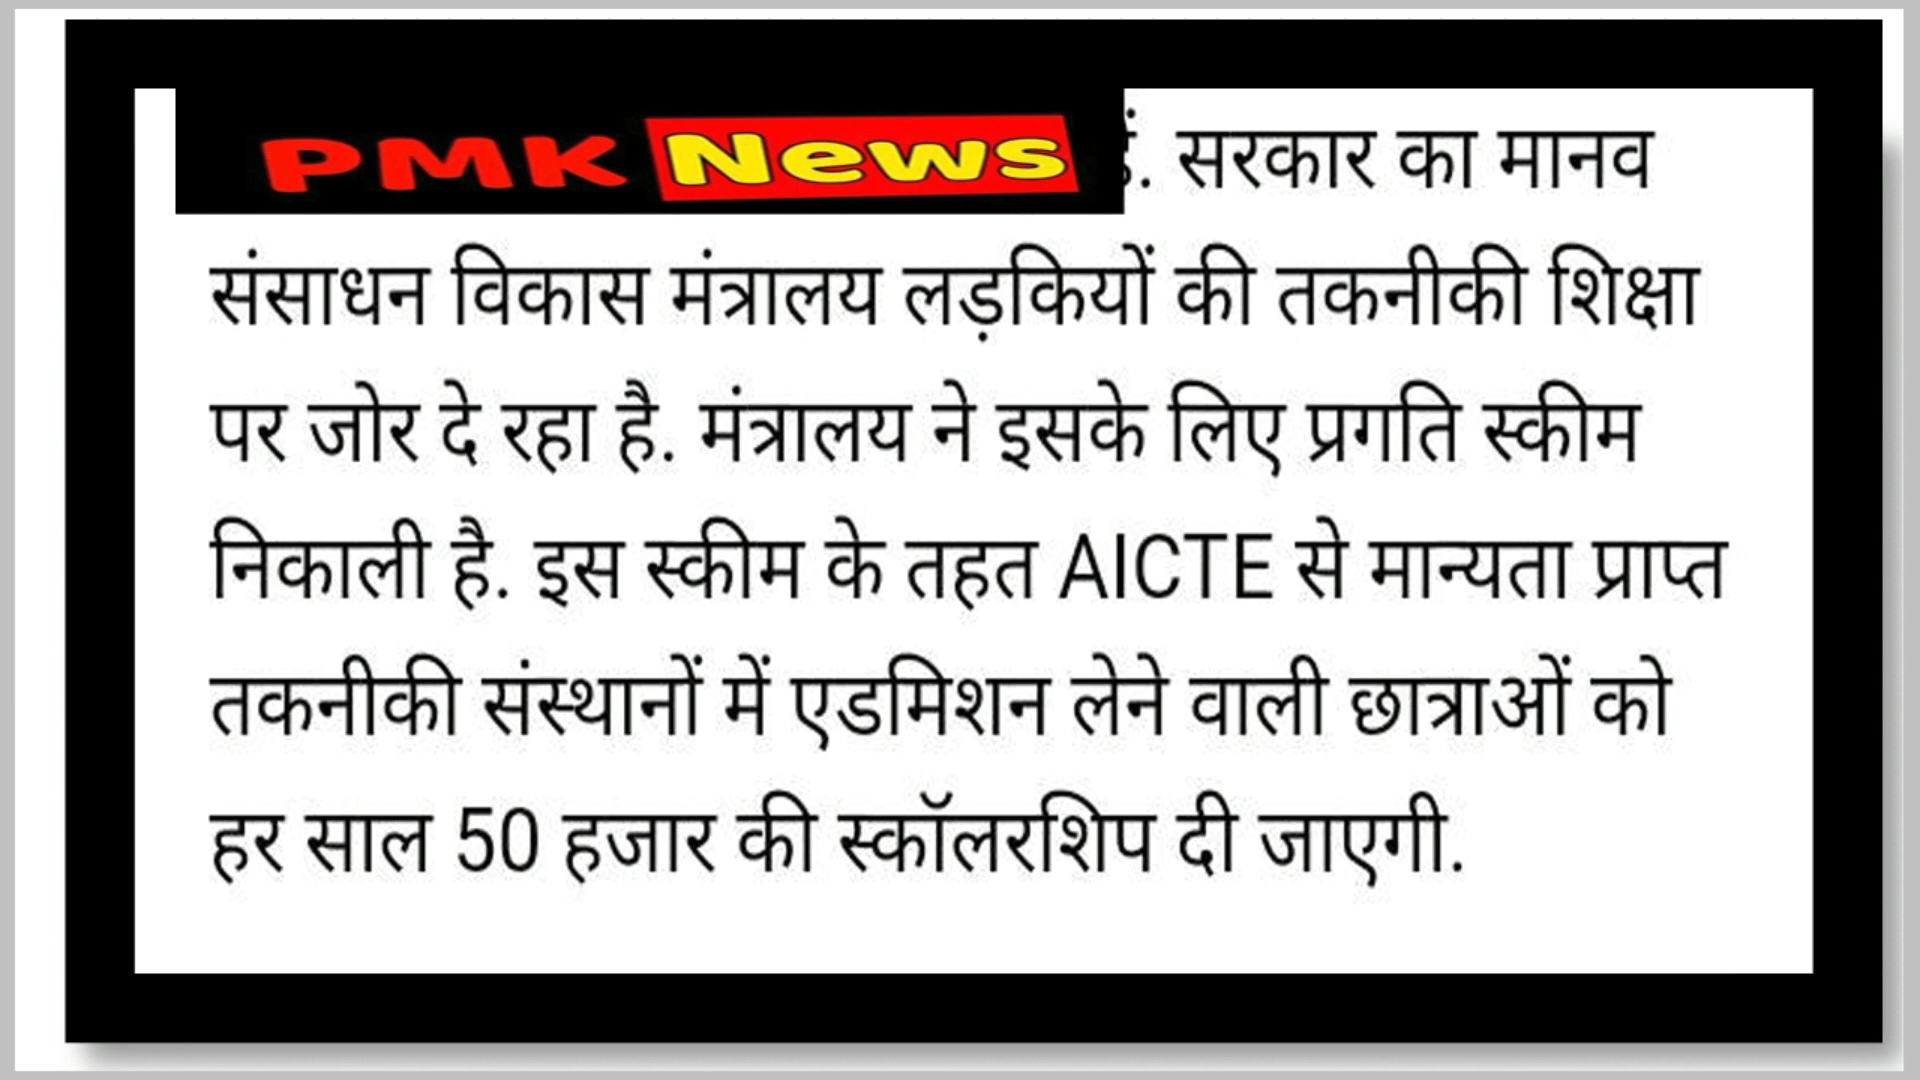 PMK News
. सरकार का मानव
संसाधन विकास मंत्रालय लड़कियों की तकनीकी शिक्षा
पर जोर दे रहा है. मंत्रालय ने इसके लिए प्रगति स्कीम
निकाली है. इस स्कीम के तहत AICTE से मान्यता प्राप्त
तकनीकी संस्थानों में एडमिशन लेने वाली छात्राओं को
हर साल 50 हजार की स्कॉलरशिप दी जाएगी.